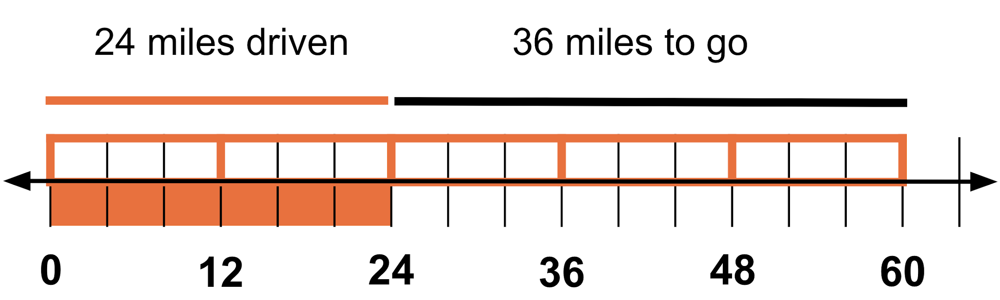 24 miles driven 36 miles to go
0 12 24 36 48 60